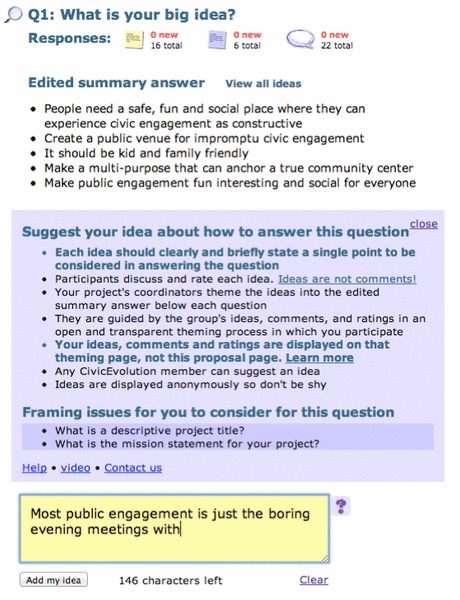 Q1: What is your big idea?
Responses: 0 new 0 new 0 new
16 total 6 total 22 total
Edited summary answer View all ideas
• People need a safe, fun and social place where they can
experience civic engagement as constructive
• Create a public venue for impromptu civic engagement
• It should be kid and family friendly
• Make a multi-purpose that can anchor a true community center
• Make public engagement fun interesting and social for everyone
close
Suggest your idea about how to answer this question
• Each idea should clearly and briefly state a single point to be
considered in answering the question
• Participants discuss and rate each idea. Ideas are not comments!
• Your project's coordinators theme the ideas into the edited
summary answer below each question
• They are guided by the group's ideas, comments, and ratings in an
open and transparent theming process in which you participate
• Your ideas, comments and ratings are displayed on that
theming page, not this proposal page. Learn more
• Any CivicEvolution member can suggest an idea
• Ideas are displayed anonymously so don't be shy
Framing issues for you to consider for this question
• What is a descriptive project title?
• What is the mission statement for your project?
Help • video • Contact us
Most public engagement is just the boring
evening meetings with
?
Add my idea 146 characters left Clear